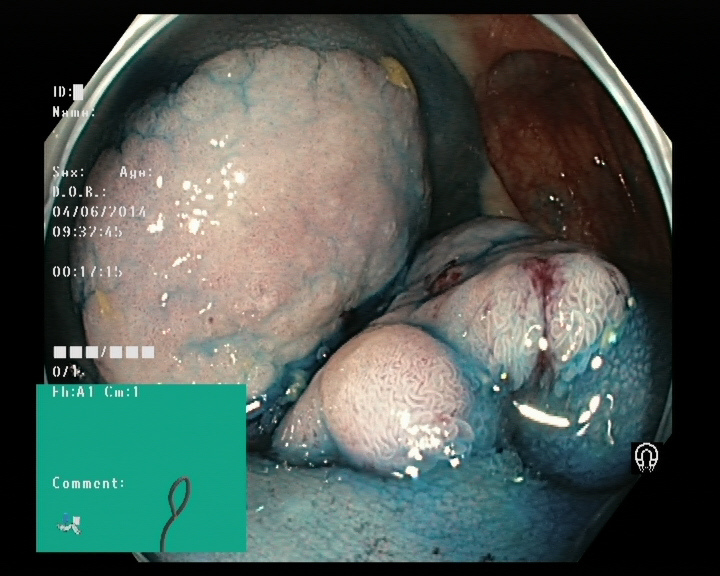 ID:
Name:
Sex: Age:
D.O.B.:
04/06/2014
09:32:45
00:17:15
/
0/1
Eh:A1 Cm:1
Comment: